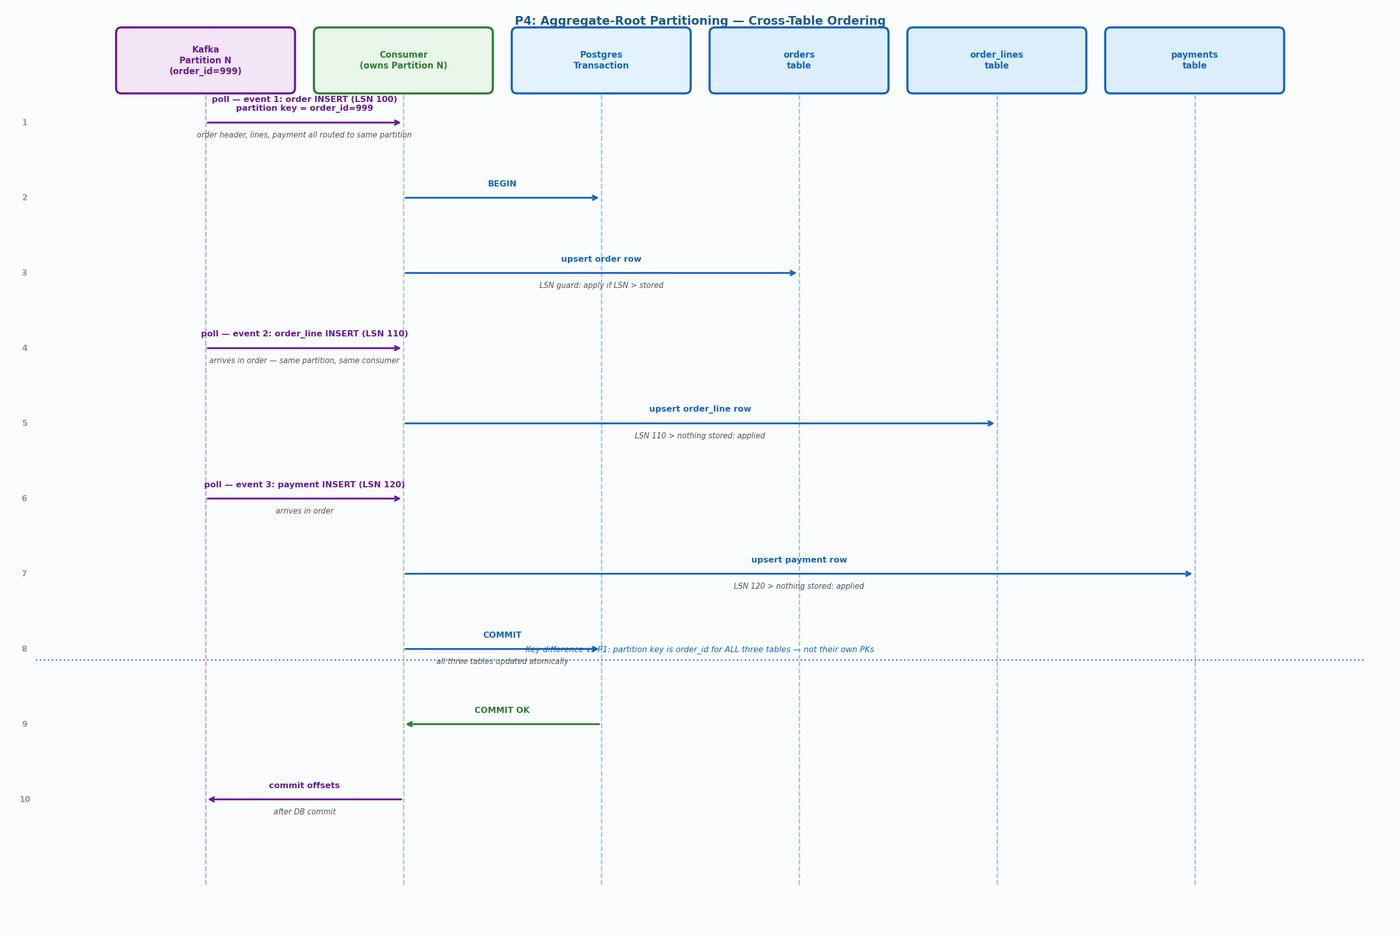 P4: Aggregate-Root Partitioning — Cross-Table Ordering
Kafka
Partition N
(order_id=999)
Consumer
(owns Partition N)
Postgres
Transaction
orders
table
order_lines
table
payments
table
poll — event 1: order INSERT (LSN 100)
partition key = order_id=999
1
order header, lines, payment all routed to same partition
BEGIN
2
upsert order row
3
LSN guard: apply if LSN > stored
poll — event 2: order_line INSERT (LSN 110)
4
arrives in order — same partition, same consumer
upsert order_line row
5
LSN 110 > nothing stored: applied
poll — event 3: payment INSERT (LSN 120)
6
arrives in order
upsert payment row
7
LSN 120 > nothing stored: applied
COMMIT
8
Key difference vs P1: partition key is order_id for ALL three tables — not their own PKs
all three tables updated atomically
COMMIT OK
9
commit offsets
10
after DB commit